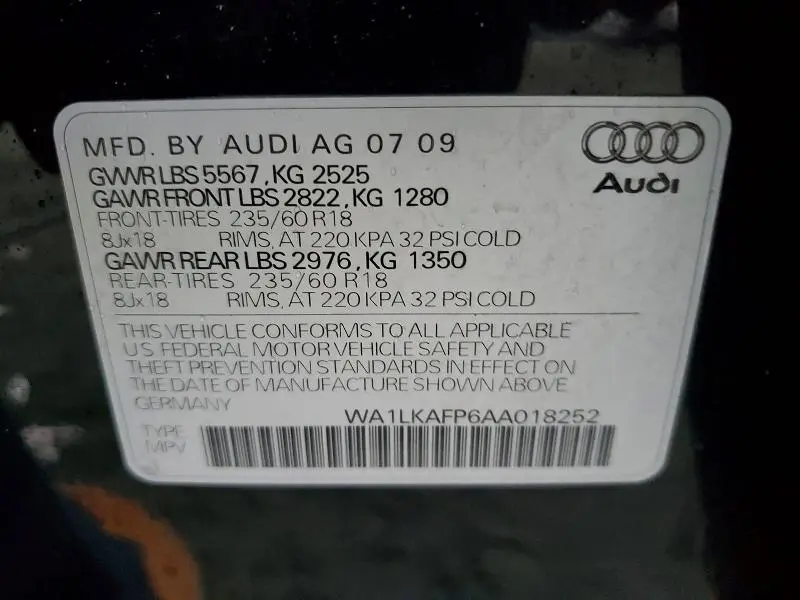 MFD. BY AUDI AG 07 09
Audi
GVWR LBS 5567, KG 2525
GAWR FRONT LBS 2822, KG 1280
FRONT-TIRES 235/60 R18
8Jx18 RIMS, AT 220 KPA 32 PSI COLD
GAWR REAR LBS 2976, KG 1350
REAR-TIRES 235/60 R18
8Jx18 RIMS, AT 220 KPA 32 PSI COLD
THIS VEHICLE CONFORMS TO ALL APPLICABLE
U.S. FEDERAL MOTOR VEHICLE SAFETY AND
THEFT PREVENTION STANDARDS IN EFFECT ON
THE DATE OF MANUFACTURE SHOWN ABOVE
GERMANY
WA1LKAFP6AA018252
TYPE
MPV